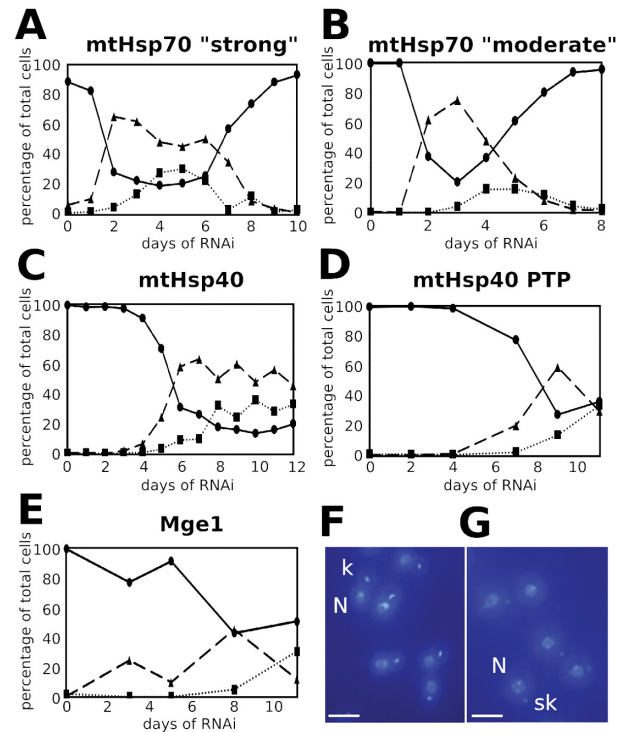 A
mtHsp70 "strong"
B
mtHsp70 "moderate"
percentage of total cells
100
80
60
40
20
0
0 2 4 6 8 10
days of RNAi
percentage of total cells
100
80
60
40
20
0
0 2 4 6 8
days of RNAi
C
mtHsp40
D
mtHsp40 PTP
percentage of total cells
100
80
60
40
20
0
0 2 4 6 8 10 12
days of RNAi
percentage of total cells
100
80
60
40
20
0
0 2 4 6 8 10
days of RNAi
E
Mge1
F
G
percentage of total cells
100
80
60
40
20
0
0 2 4 6 8 10
days of RNAi
k
N
N
sk